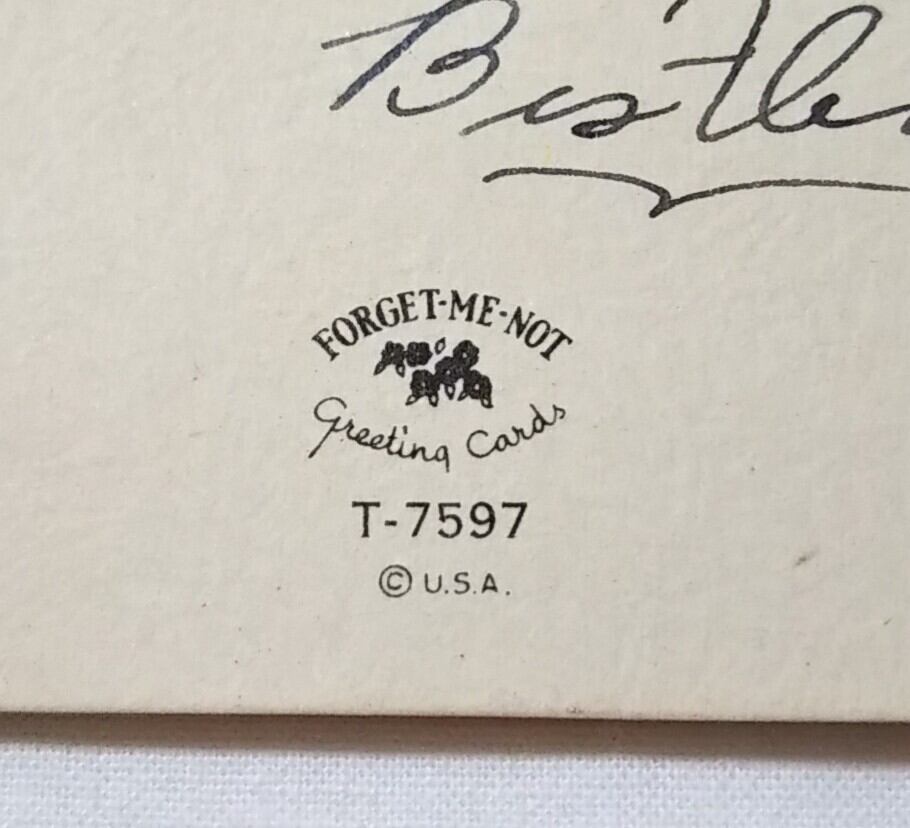 FORGET-ME-NOT
Greeting Cards
T-7597
© U.S.A.